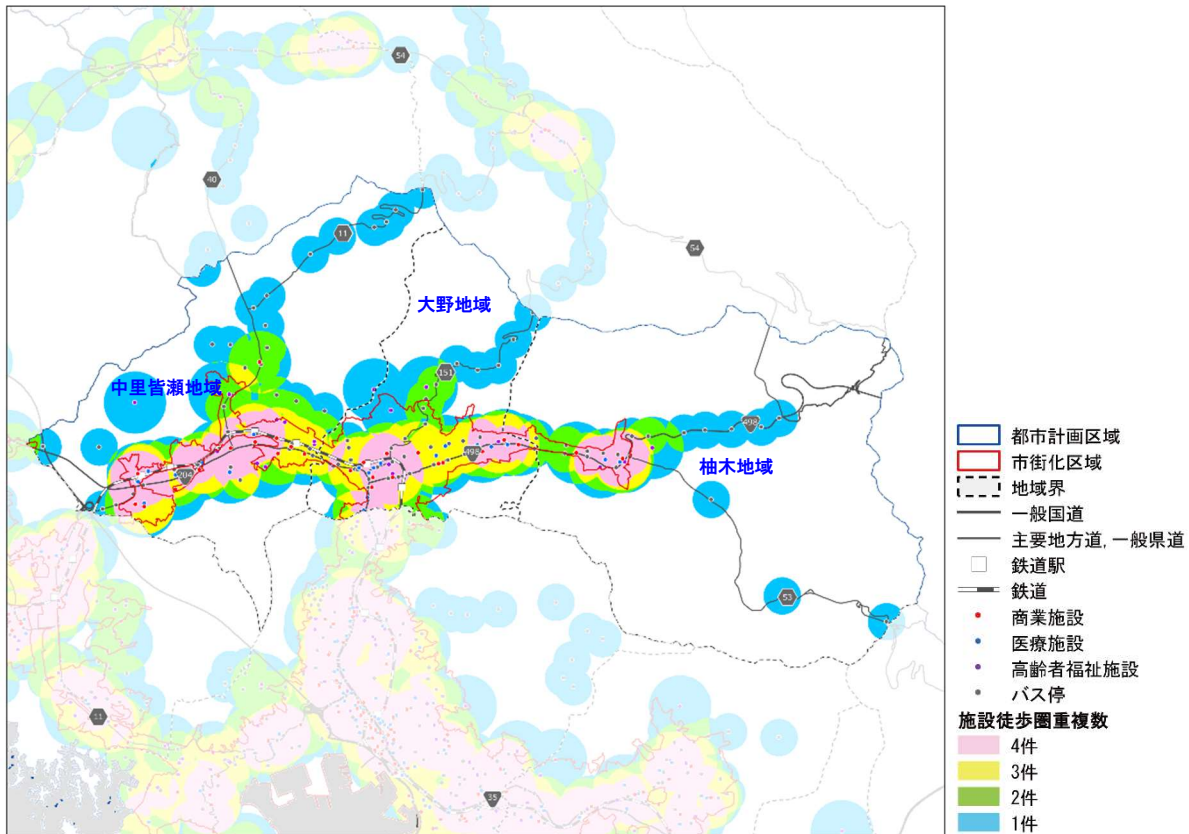 54
40
54
11
大野地域
151
中里皆瀬地域
498
498
柚木地域
204
53
11
35
都市計画区域
市街化区域
地域界
一般国道
主要地方道, 一般県道
鉄道駅
鉄道
商業施設
医療施設
高齢者福祉施設
バス停
施設徒歩圏重複数
4件
3件
2件
1件